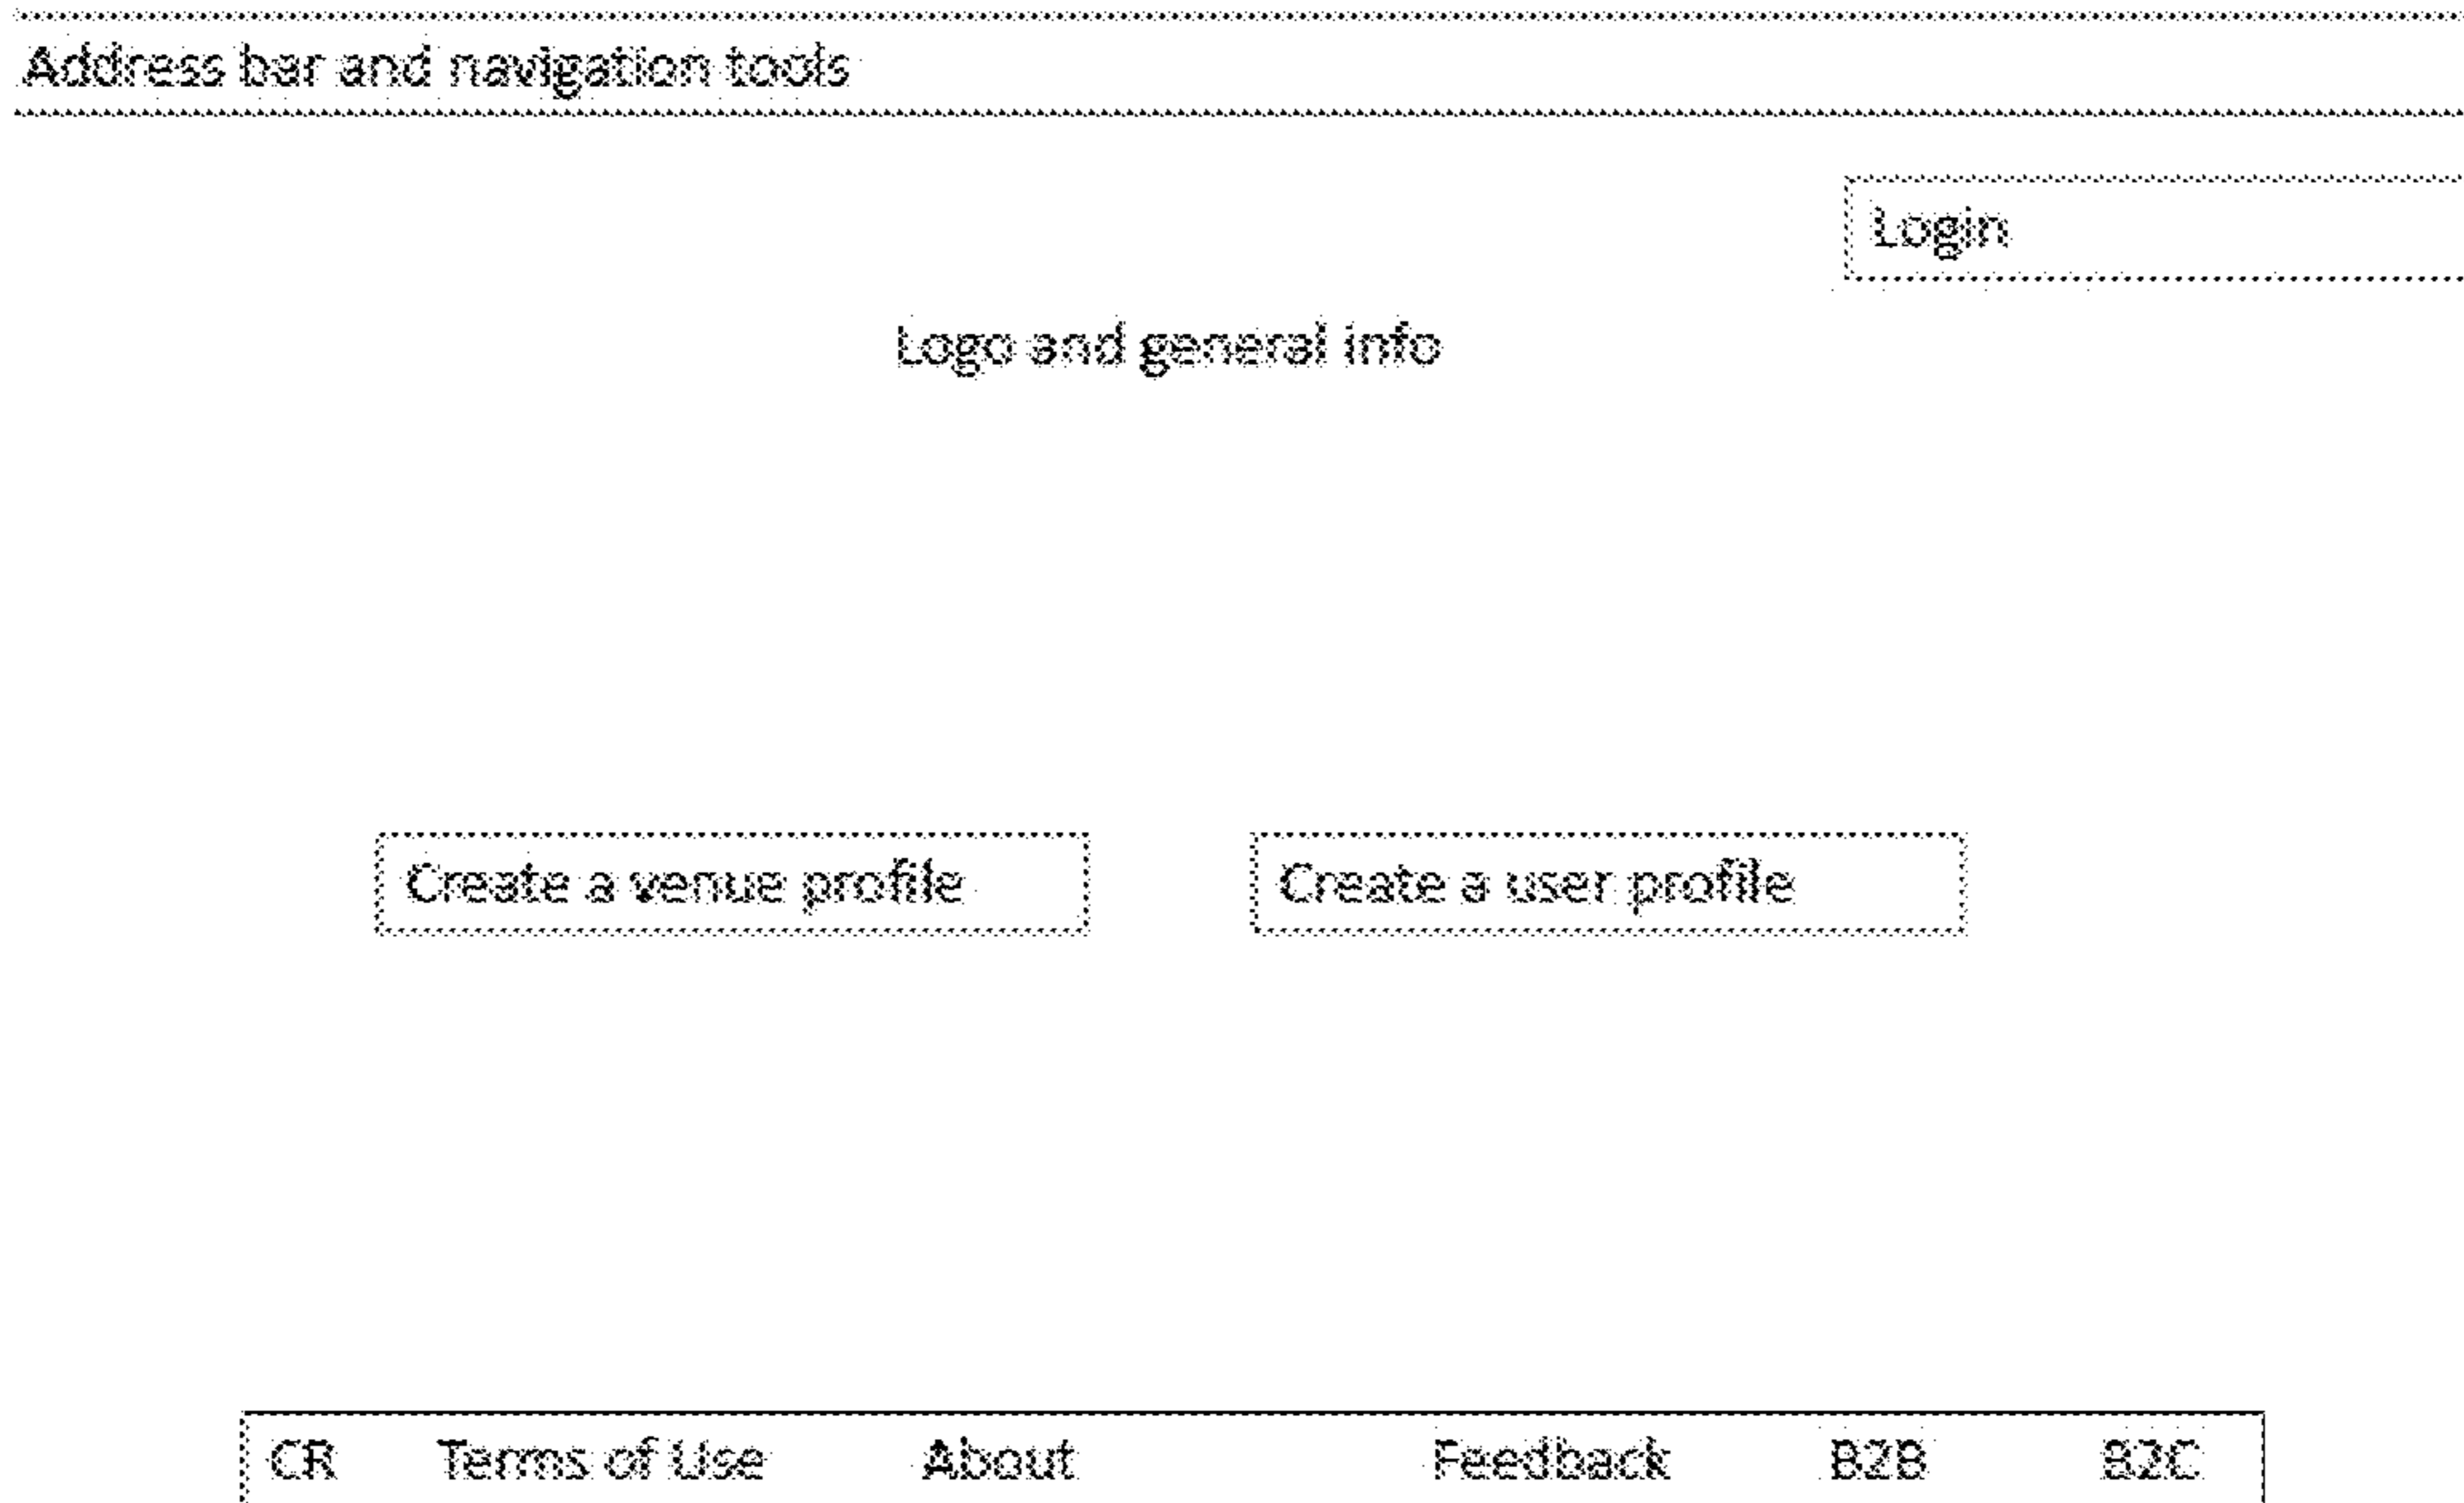 Address bar and navigation tools
Login
Logo and general info
Create a venue profile Create a user profile
CR Terms of Use About Feedback B2B B2C